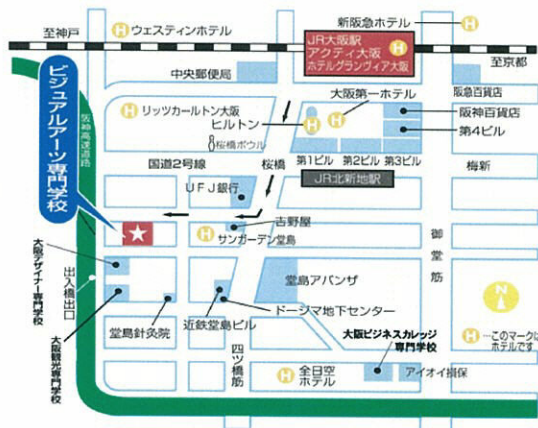 新阪急ホテル
ウェスティンホテル
至神戸
JR大阪駅
アクティ大阪
ホテルグランヴィア大阪
至京都
中央郵便局
阪急百貨店
大阪第一ホテル
リッツカールトン大阪
ヒルトン
阪神百貨店
第4ビル
桜橋ボウル
国道2号線
桜橋
第1ビル
第2ビル
第3ビル
梅新
JR北新地駅
阪神高速道路
ビジュアルアーツ専門学校
UFJ銀行
吉野屋
サンガーデン堂島
御堂筋
大阪デザイナー専門学校
出入橋出口
堂島アバンザ
N
ドージマ地下センター
近鉄堂島ビル
堂島針灸院
大阪観光専門学校
四ツ橋筋
大阪ビジネスカレッジ
専門学校
H
…このマークは
ホテルです
全日空
ホテル
アイオイ損保